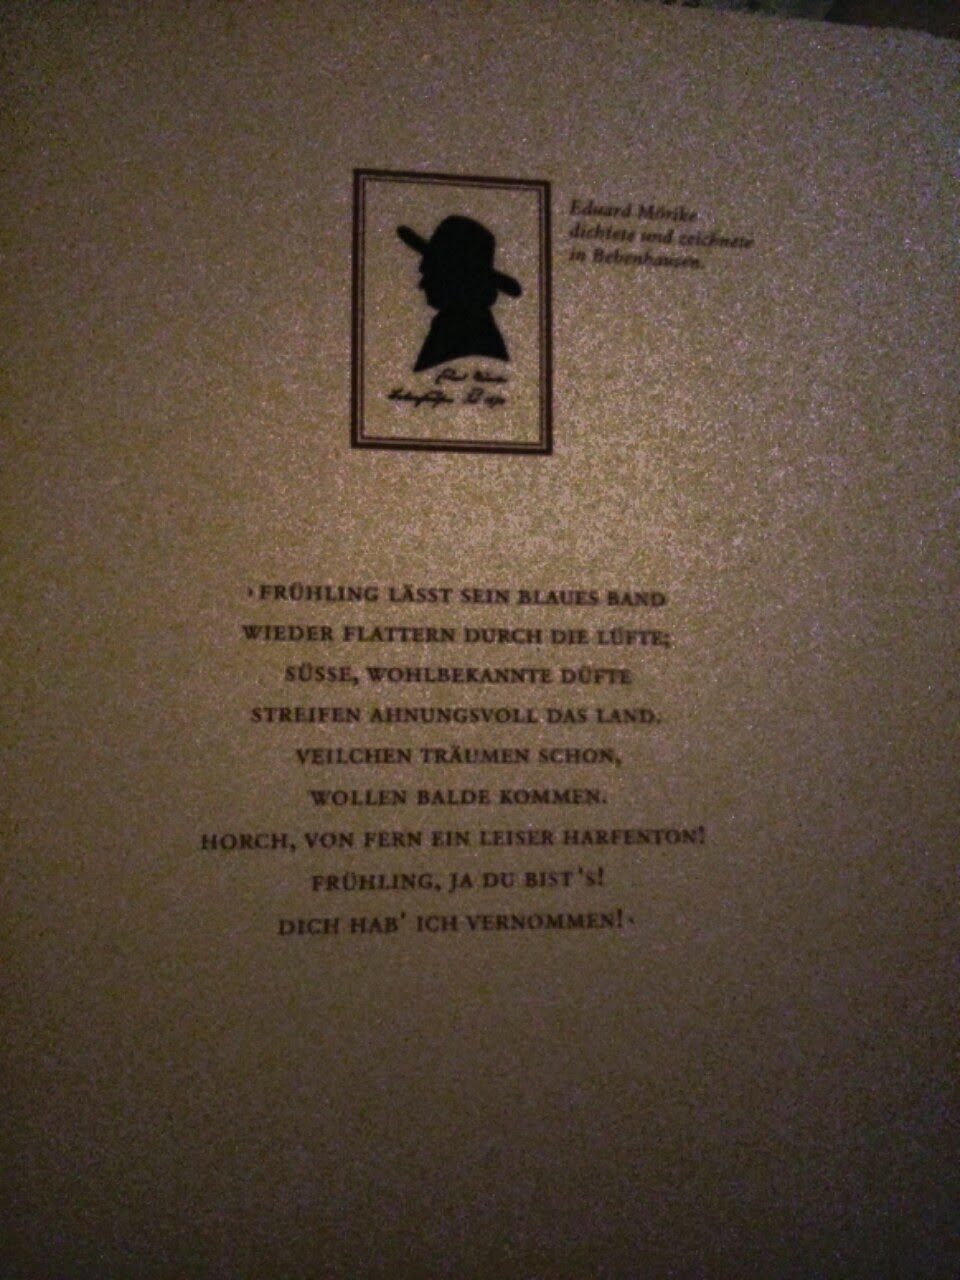 Eduard Mörike
dichtete und zeichnete
in Bebenhausen.
›FRÜHLING LÄSST SEIN BLAUES BAND
WIEDER FLATTERN DURCH DIE LÜFTE;
SÜSSE, WOHLBEKANNTE DÜFTE
STREIFEN AHNUNGSVOLL DAS LAND.
VEILCHEN TRÄUMEN SCHON,
WOLLEN BALDE KOMMEN.
HORCH, VON FERN EIN LEISER HARFENTON!
FRÜHLING, JA DU BIST'S!
DICH HAB' ICH VERNOMMEN!‹